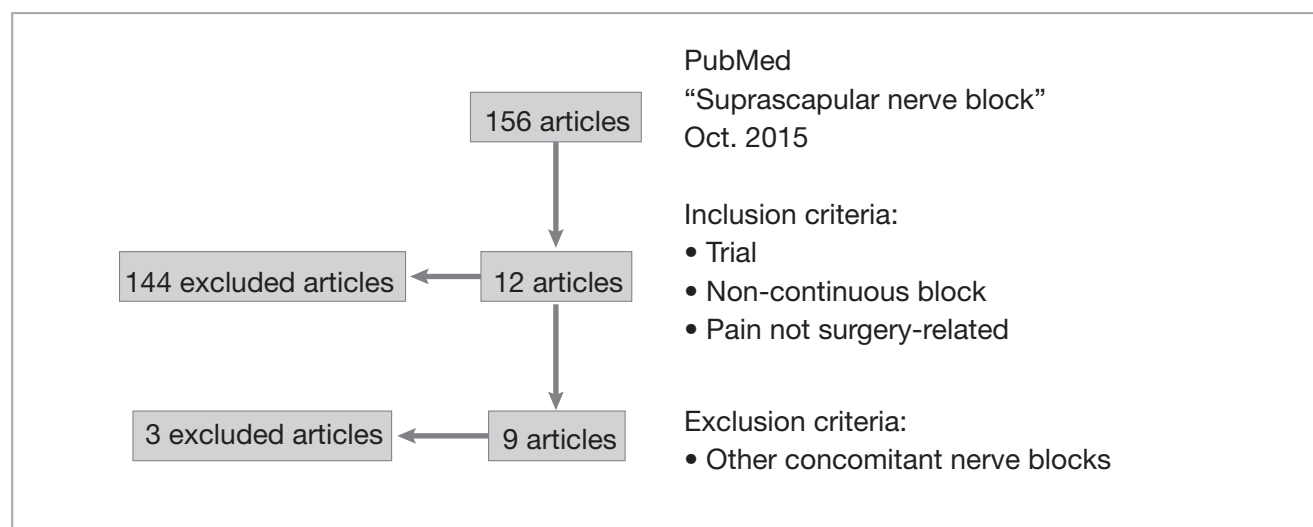 PubMed
“Suprascapular nerve block”
Oct. 2015
156 articles
Inclusion criteria:
• Trial
• Non-continuous block
• Pain not surgery-related
144 excluded articles
12 articles
Exclusion criteria:
• Other concomitant nerve blocks
3 excluded articles
9 articles